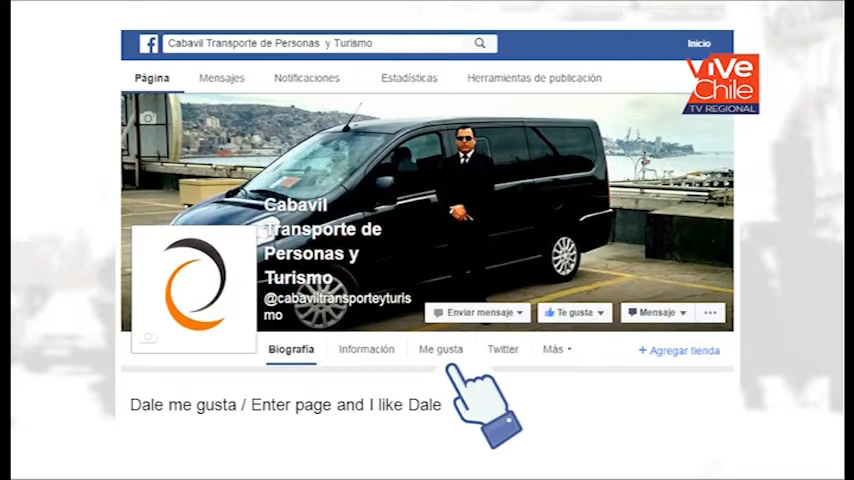 Cabavil Transporte de Personas y Turismo
Inicio
Página Mensajes Notificaciones Estadísticas Herramientas de publicación
ViVe
Chile
TV REGIONAL
Cabavil
Transporte de
Personas y
Turismo
@cabaviltransporteyturis
mo
Enviar mensaje Te gusta Mensaje
Biografía Información Me gusta Twitter Más
+ Agregar tienda
Dale me gusta / Enter page and I like Dale